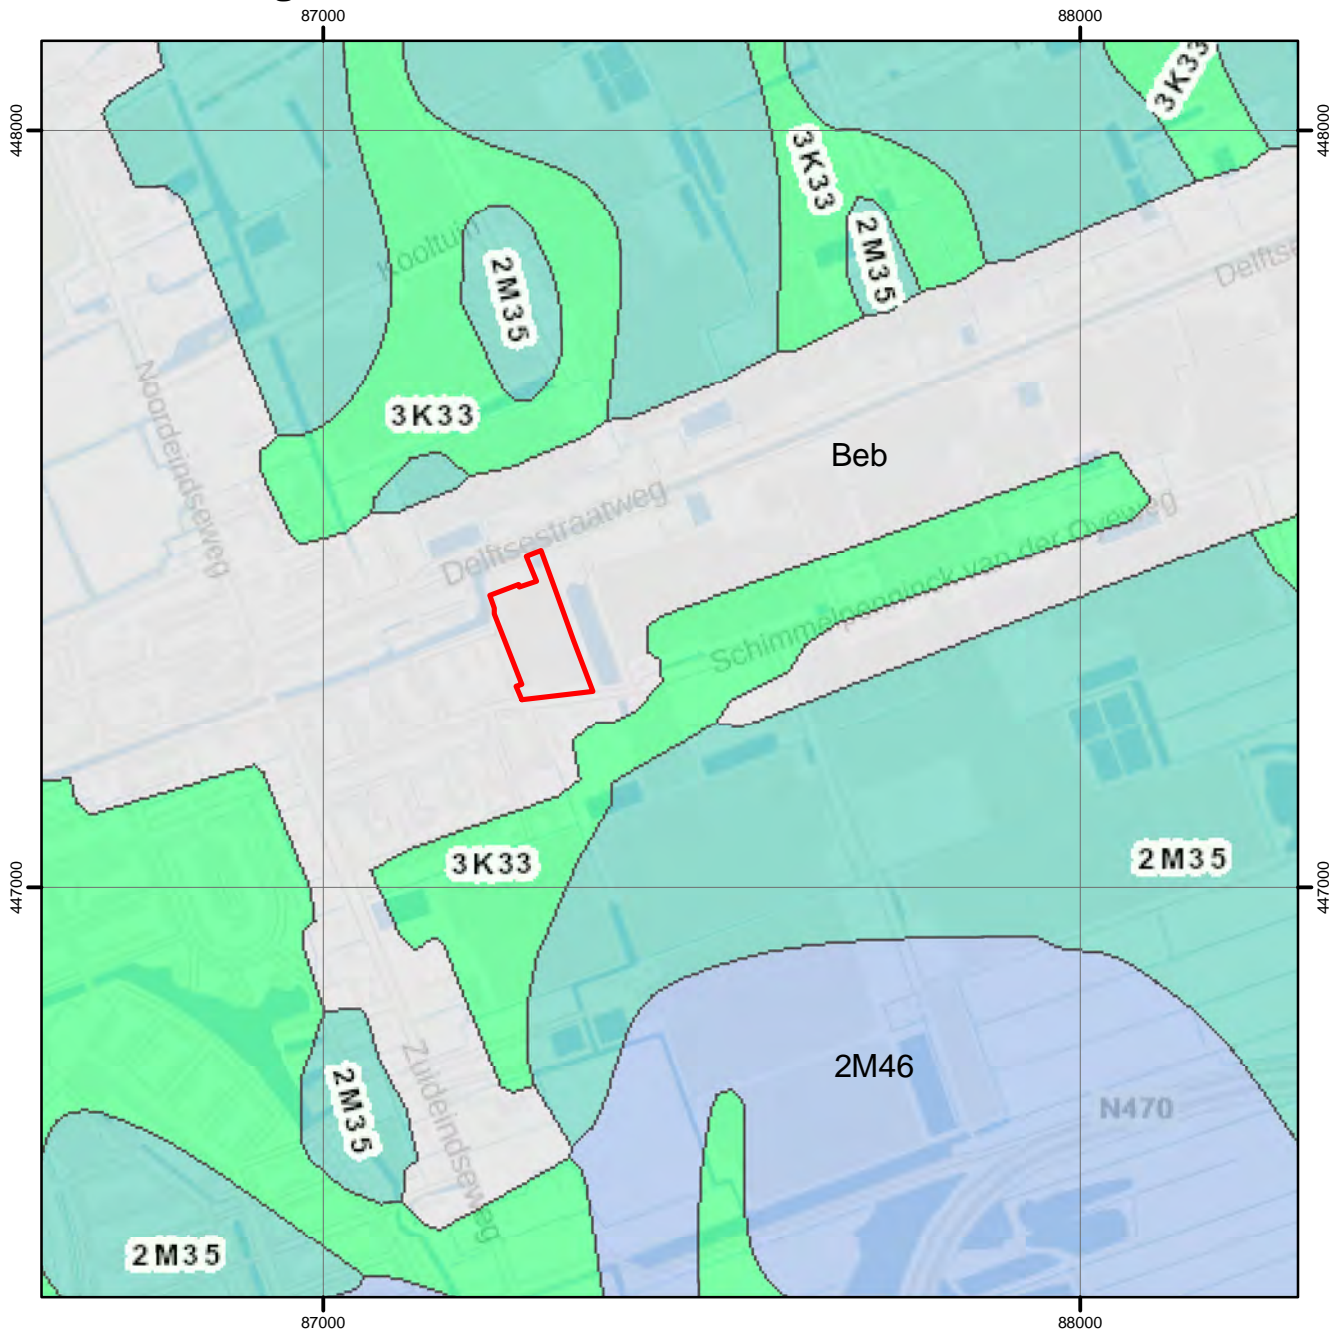 87000
88000
448000
448000
3K33
3K33
Kooltuin
2M35
2M35
Delftse
Noordeindseweg
3K33
Beb
Delftsestraatweg
Schimmelpenninck van der Oyeweg
447000
447000
3K33
2M35
2M46
2M35
Zuideindseweg
N470
2M35
87000
88000